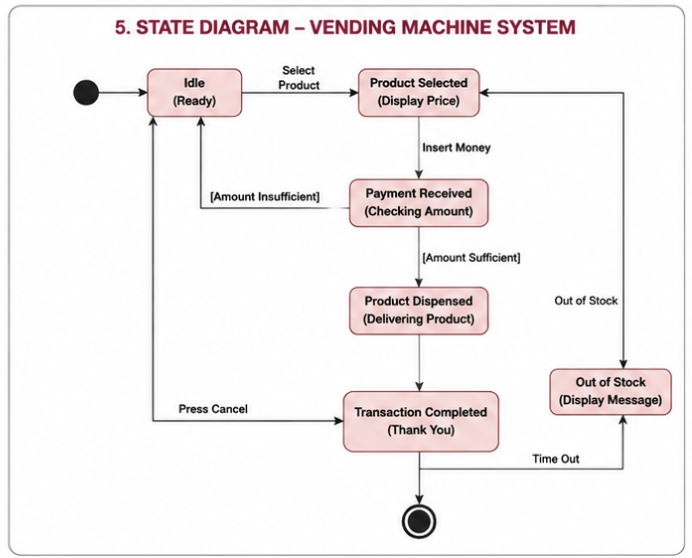 5. STATE DIAGRAM – VENDING MACHINE SYSTEM
Idle
(Ready)
Select
Product
Product Selected
(Display Price)
Insert Money
[Amount Insufficient]
Payment Received
(Checking Amount)
[Amount Sufficient]
Product Dispensed
(Delivering Product)
Out of Stock
Out of Stock
(Display Message)
Press Cancel
Transaction Completed
(Thank You)
Time Out